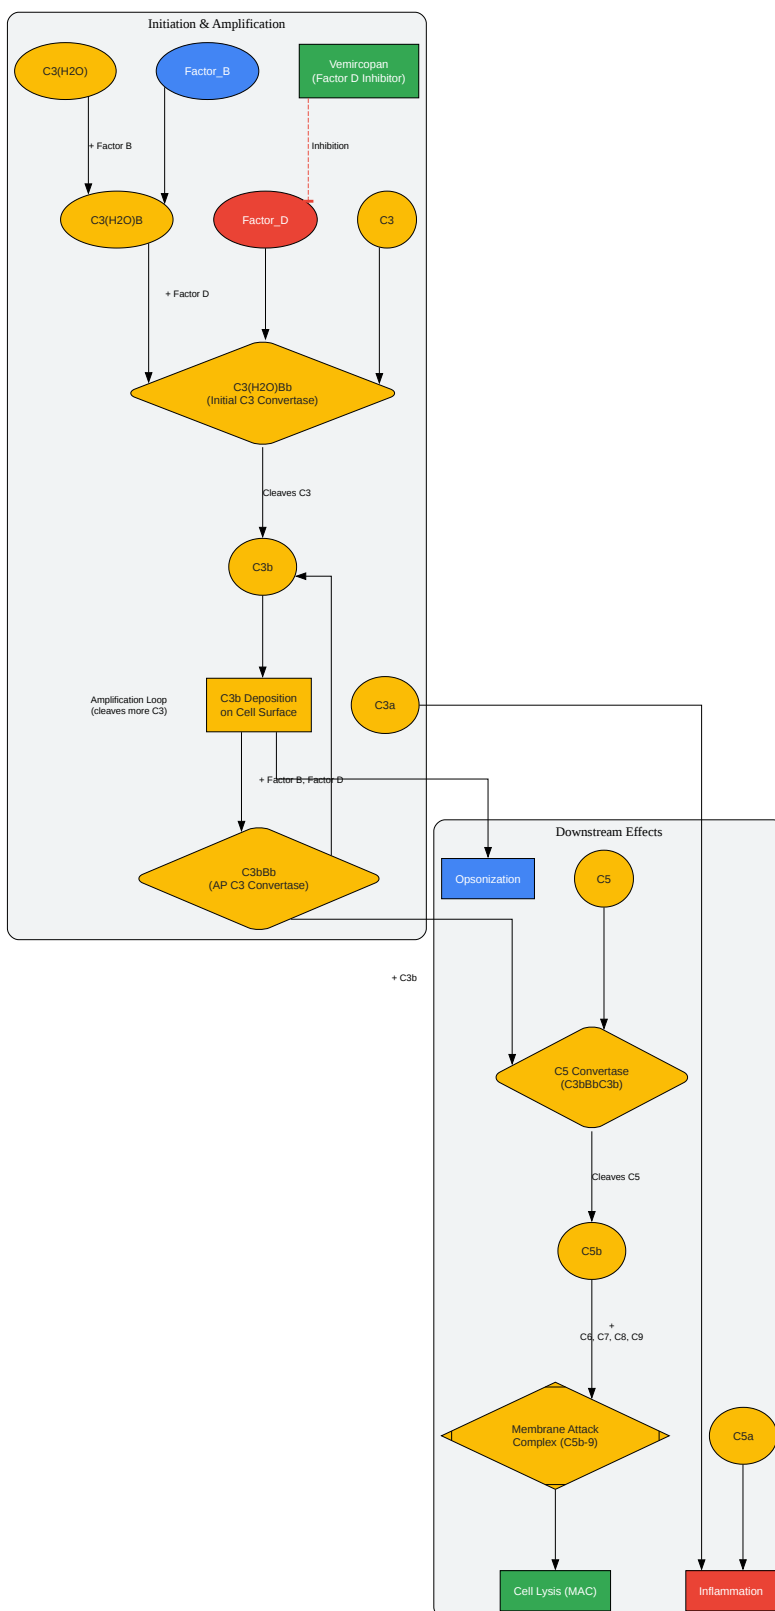 Initiation & Amplification
C3(H2O)
Factor_B
Vemircopan
(Factor D Inhibitor)
+ Factor B
Inhibition
C3(H2O)B
Factor_D
C3
+ Factor D
C3(H2O)Bb
(Initial C3 Convertase)
Cleaves C3
C3b
Amplification Loop
(cleaves more C3)
C3b Deposition
on Cell Surface
C3a
+ Factor B, Factor D
Downstream Effects
C3bBb
(AP C3 Convertase)
Opsonization
C5
+ C3b
C5 Convertase
(C3bBbC3b)
Cleaves C5
C5b
+
C6, C7, C8, C9
Membrane Attack
Complex (C5b-9)
C5a
Cell Lysis (MAC)
Inflammation